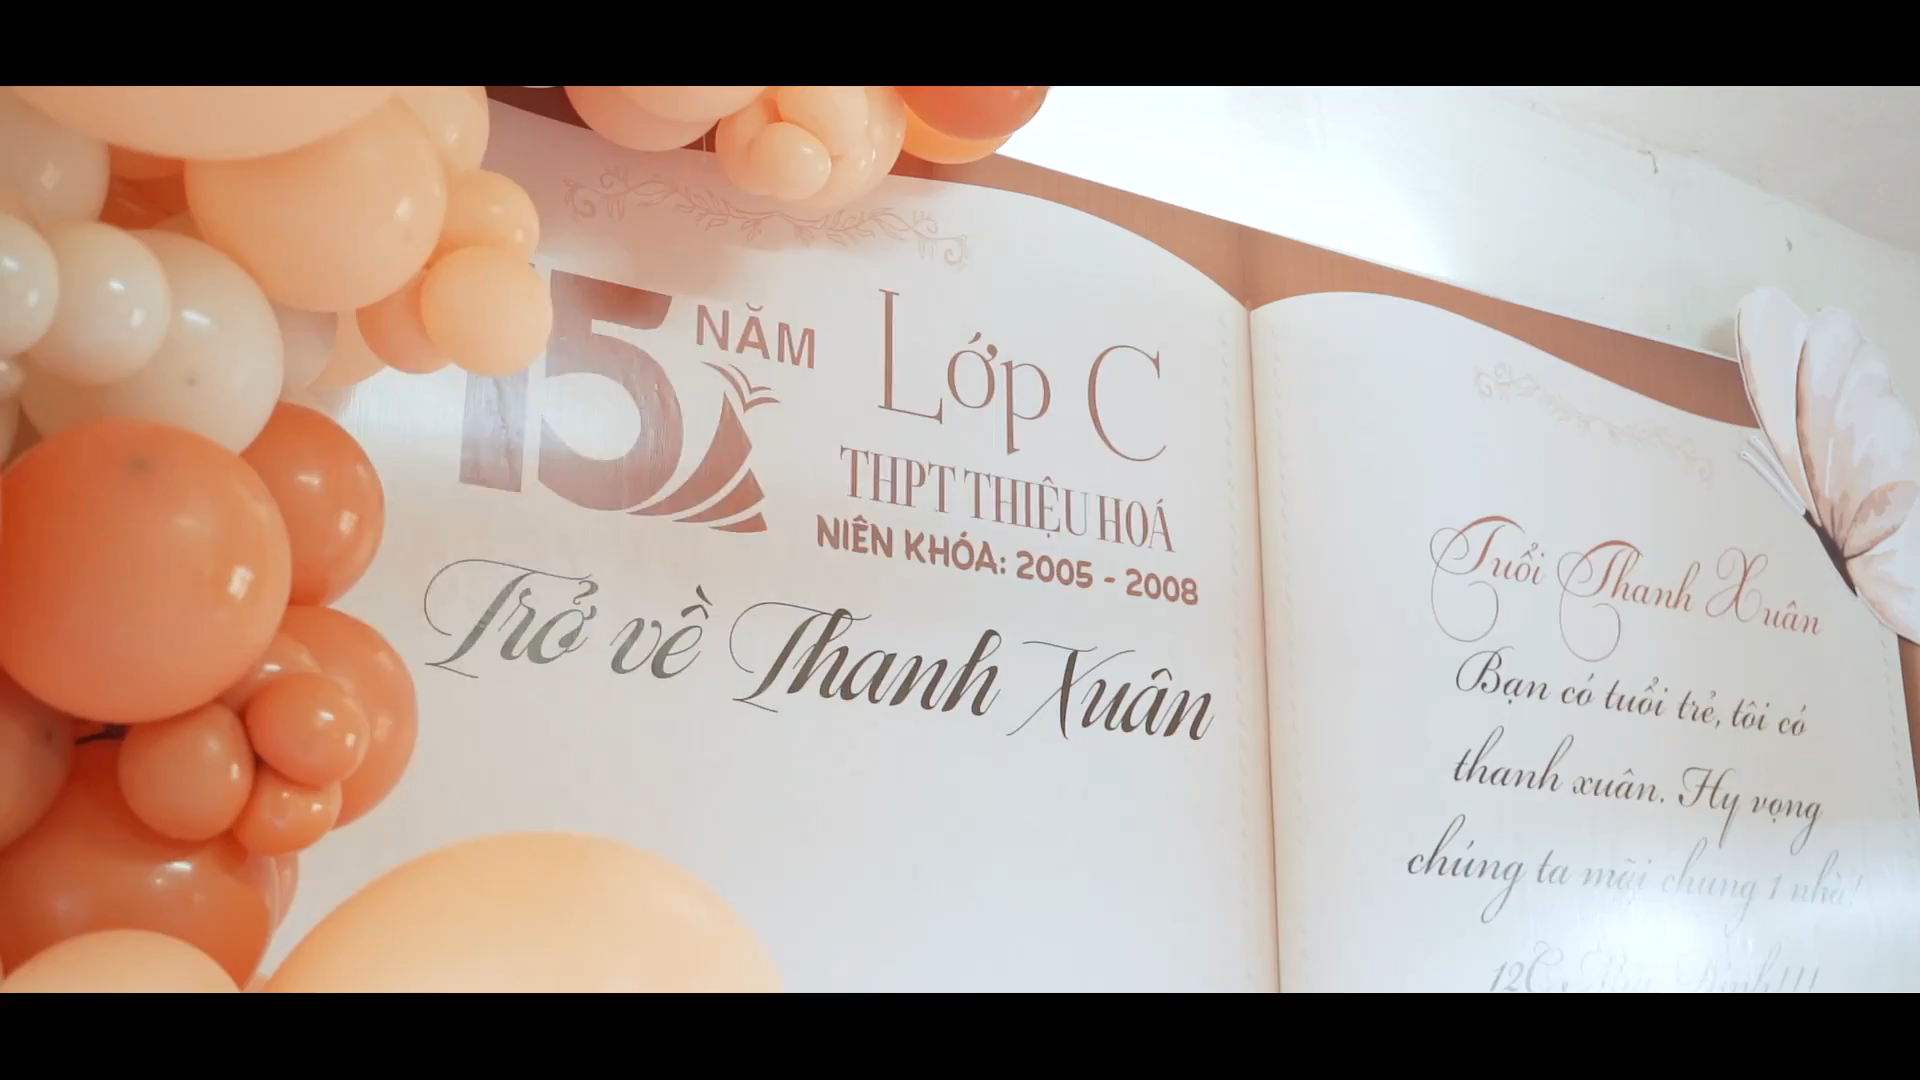 15 NĂM
Lớp C
THPT THIỆU HOÁ
NIÊN KHÓA: 2005 - 2008
Trở về Thanh Xuân
Tuổi Thanh Xuân
Bạn có tuổi trẻ, tôi có
thanh xuân. Hy vọng
chúng ta mãi chung 1 nhà!
12C